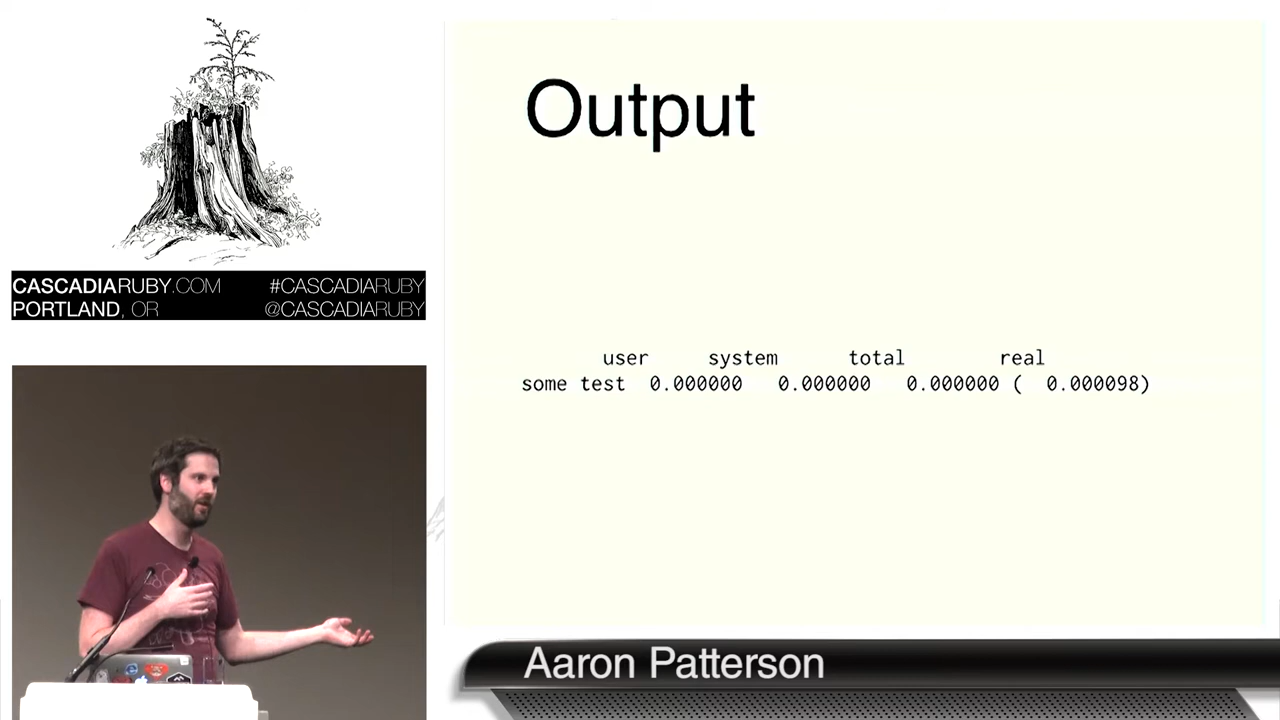 CASCADIARUBY.COM #CASCADIARUBY
PORTLAND, OR @CASCADIARUBY
Output
user system total real
some test 0.000000 0.000000 0.000000 ( 0.000098)
Aaron Patterson